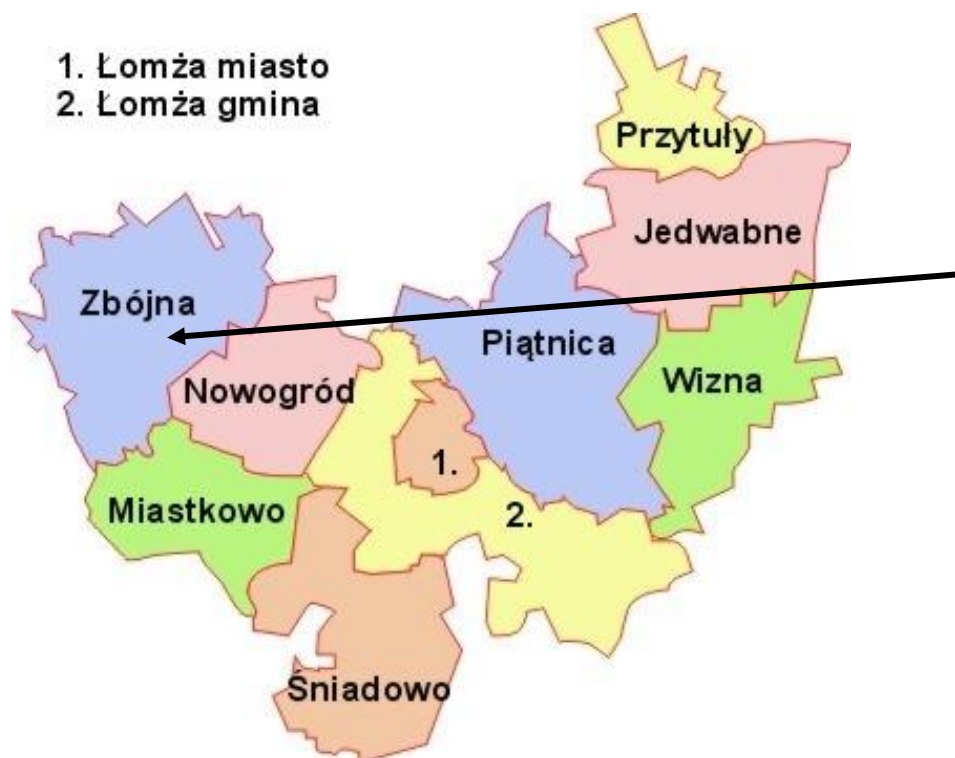 1. Łomża miasto
2. Łomża gmina
Przytuły
Jedwabne
Zbójna
Piątnica
Wizna
Nowogród
1.
Miastkowo
2.
Śniadowo